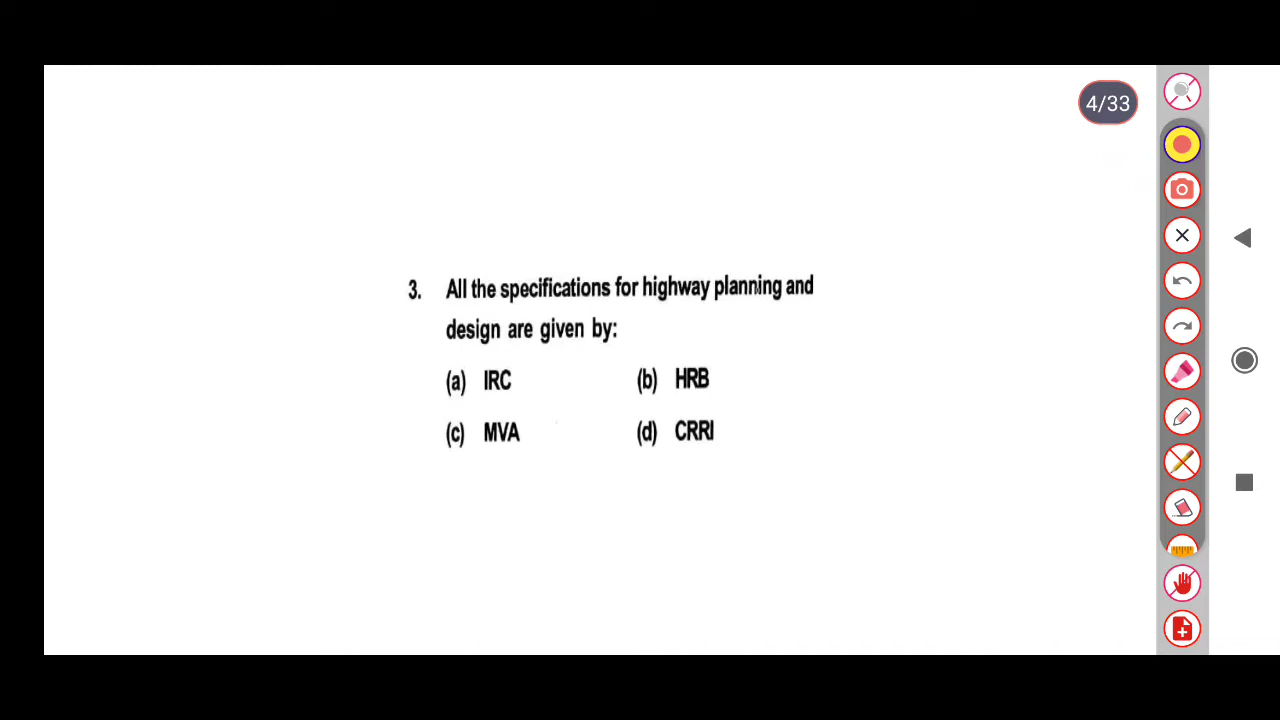 4/33
3. All the specifications for highway planning and
design are given by:
(a) IRC (b) HRB
(c) MVA (d) CRRI